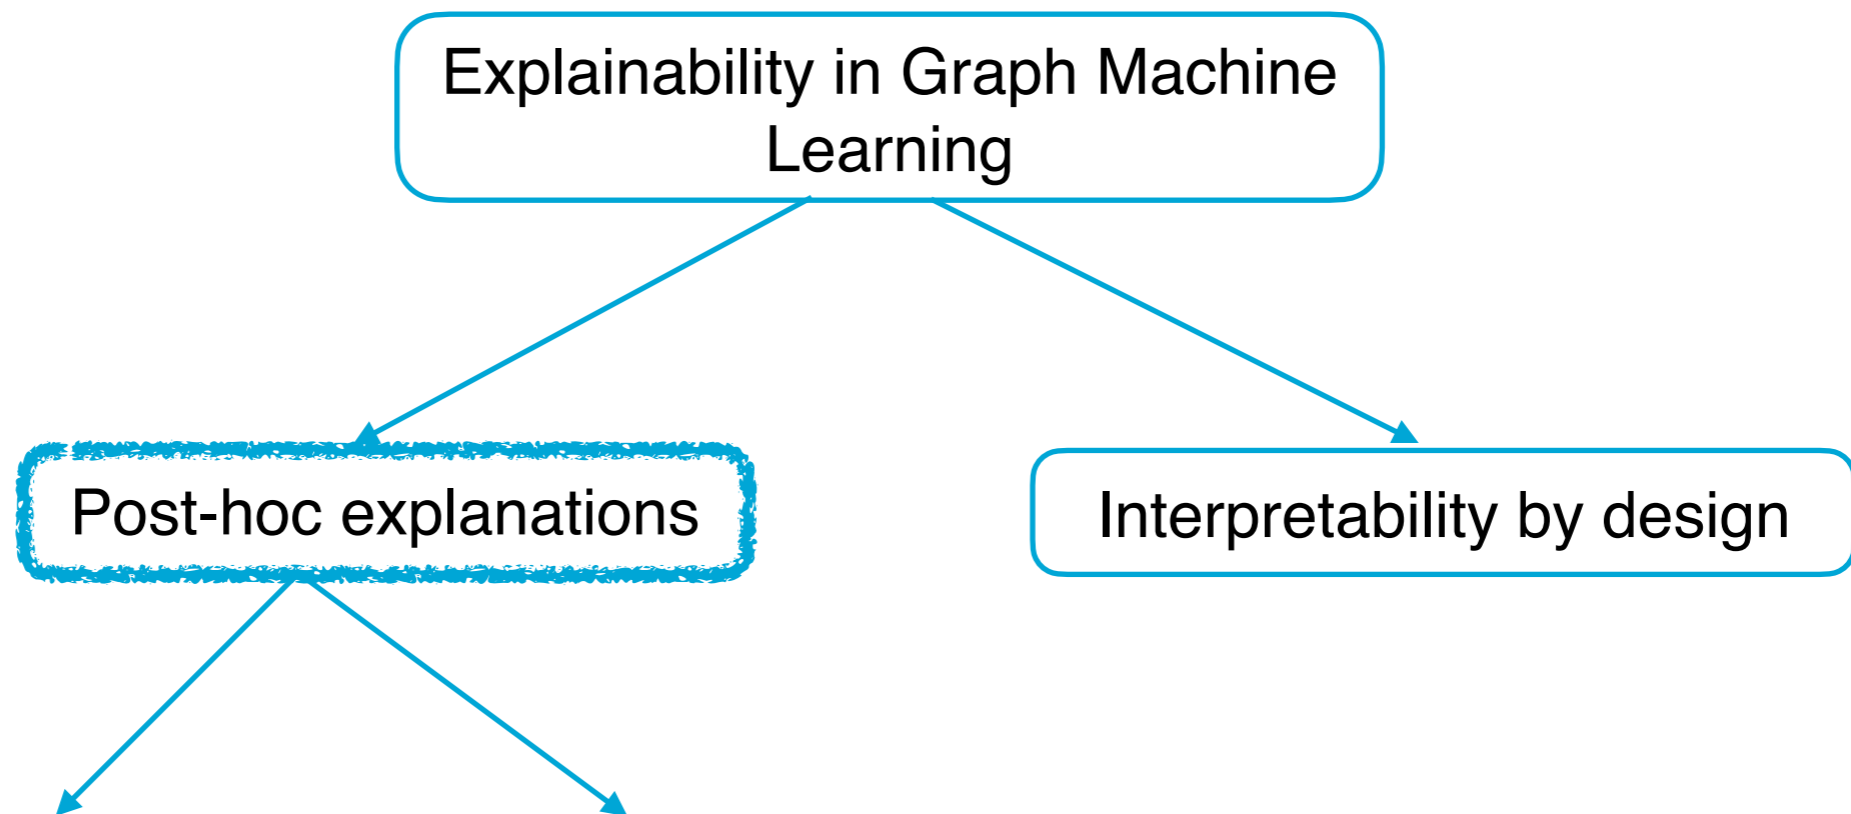 Explainability in Graph Machine
Learning
Post-hoc explanations
Interpretability by design